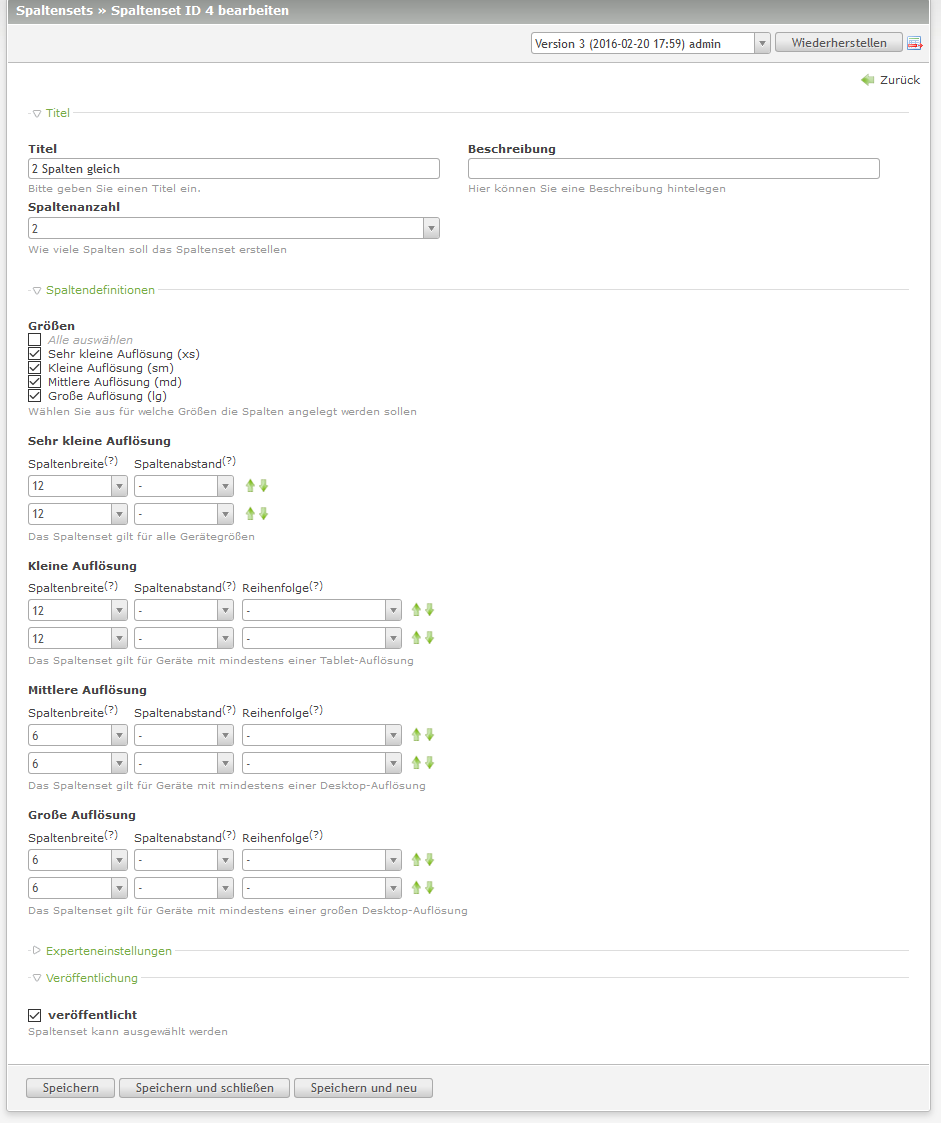 Spaltensets » Spaltenset ID 4 bearbeiten
Version 3 (2016-02-20 17:59) admin Wiederherstellen
Zurück
Titel
Titel Beschreibung
2 Spalten gleich
Bitte geben Sie einen Titel ein. Hier können Sie eine Beschreibung hintelegen
Spaltenanzahl
2
Wie viele Spalten soll das Spaltenset erstellen
Spaltendefinitionen
Größen
Alle auswählen
Sehr kleine Auflösung (xs)
Kleine Auflösung (sm)
Mittlere Auflösung (md)
Große Auflösung (lg)
Wählen Sie aus für welche Größen die Spalten angelegt werden sollen
Sehr kleine Auflösung
Spaltenbreite(?) Spaltenabstand(?)
12 -
12 -
Das Spaltenset gilt für alle Gerätegrößen
Kleine Auflösung
Spaltenbreite(?) Spaltenabstand(?) Reihenfolge(?)
12 - -
12 - -
Das Spaltenset gilt für Geräte mit mindestens einer Tablet-Auflösung
Mittlere Auflösung
Spaltenbreite(?) Spaltenabstand(?) Reihenfolge(?)
6 - -
6 - -
Das Spaltenset gilt für Geräte mit mindestens einer Desktop-Auflösung
Große Auflösung
Spaltenbreite(?) Spaltenabstand(?) Reihenfolge(?)
6 - -
6 - -
Das Spaltenset gilt für Geräte mit mindestens einer großen Desktop-Auflösung
Experteneinstellungen
Veröffentlichung
veröffentlicht
Spaltenset kann ausgewählt werden
Speichern Speichern und schließen Speichern und neu